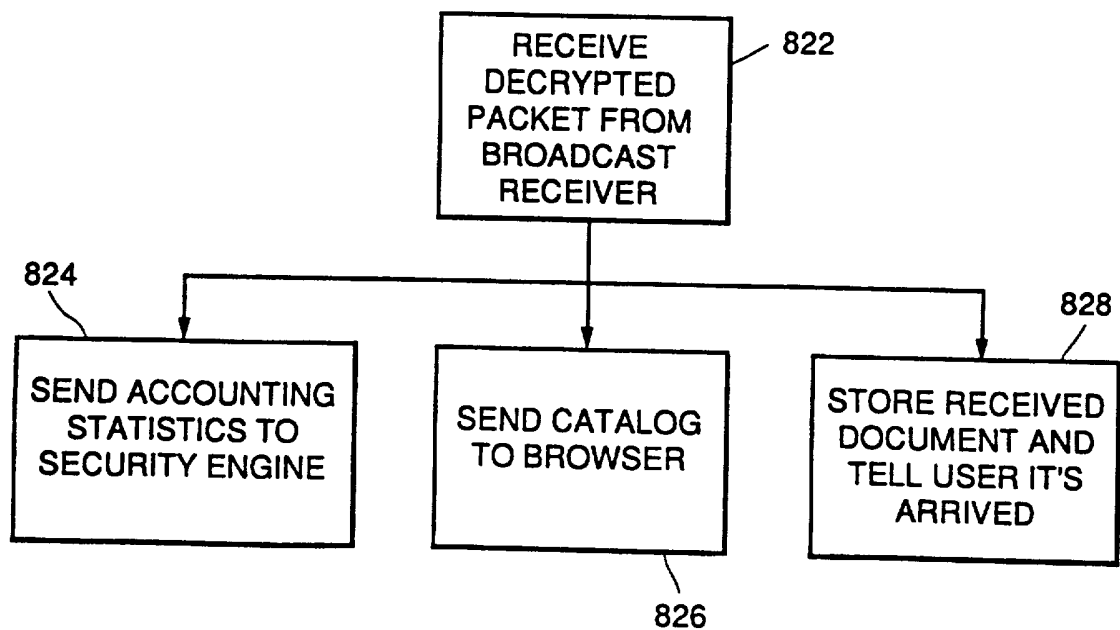 RECEIVE
DECRYPTED
PACKET FROM
BROADCAST
RECEIVER
822
824
SEND ACCOUNTING
STATISTICS TO
SECURITY ENGINE
SEND CATALOG
TO BROWSER
826
828
STORE RECEIVED
DOCUMENT AND
TELL USER IT'S
ARRIVED